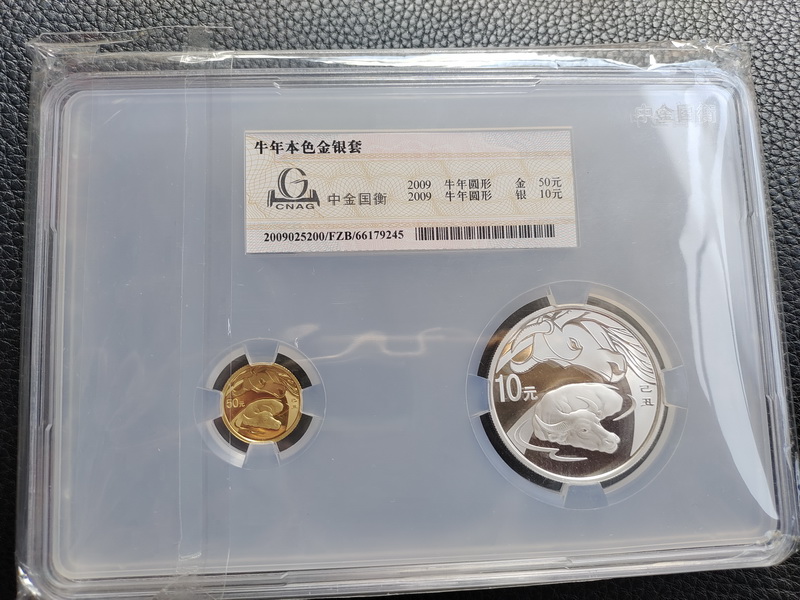 中金国衡
牛年本色金银套
CNAG
中金国衡
2009 牛年圆形 金 50元
2009 牛年圆形 银 10元
2009025200/FZB/66179245
50元
10元
己丑